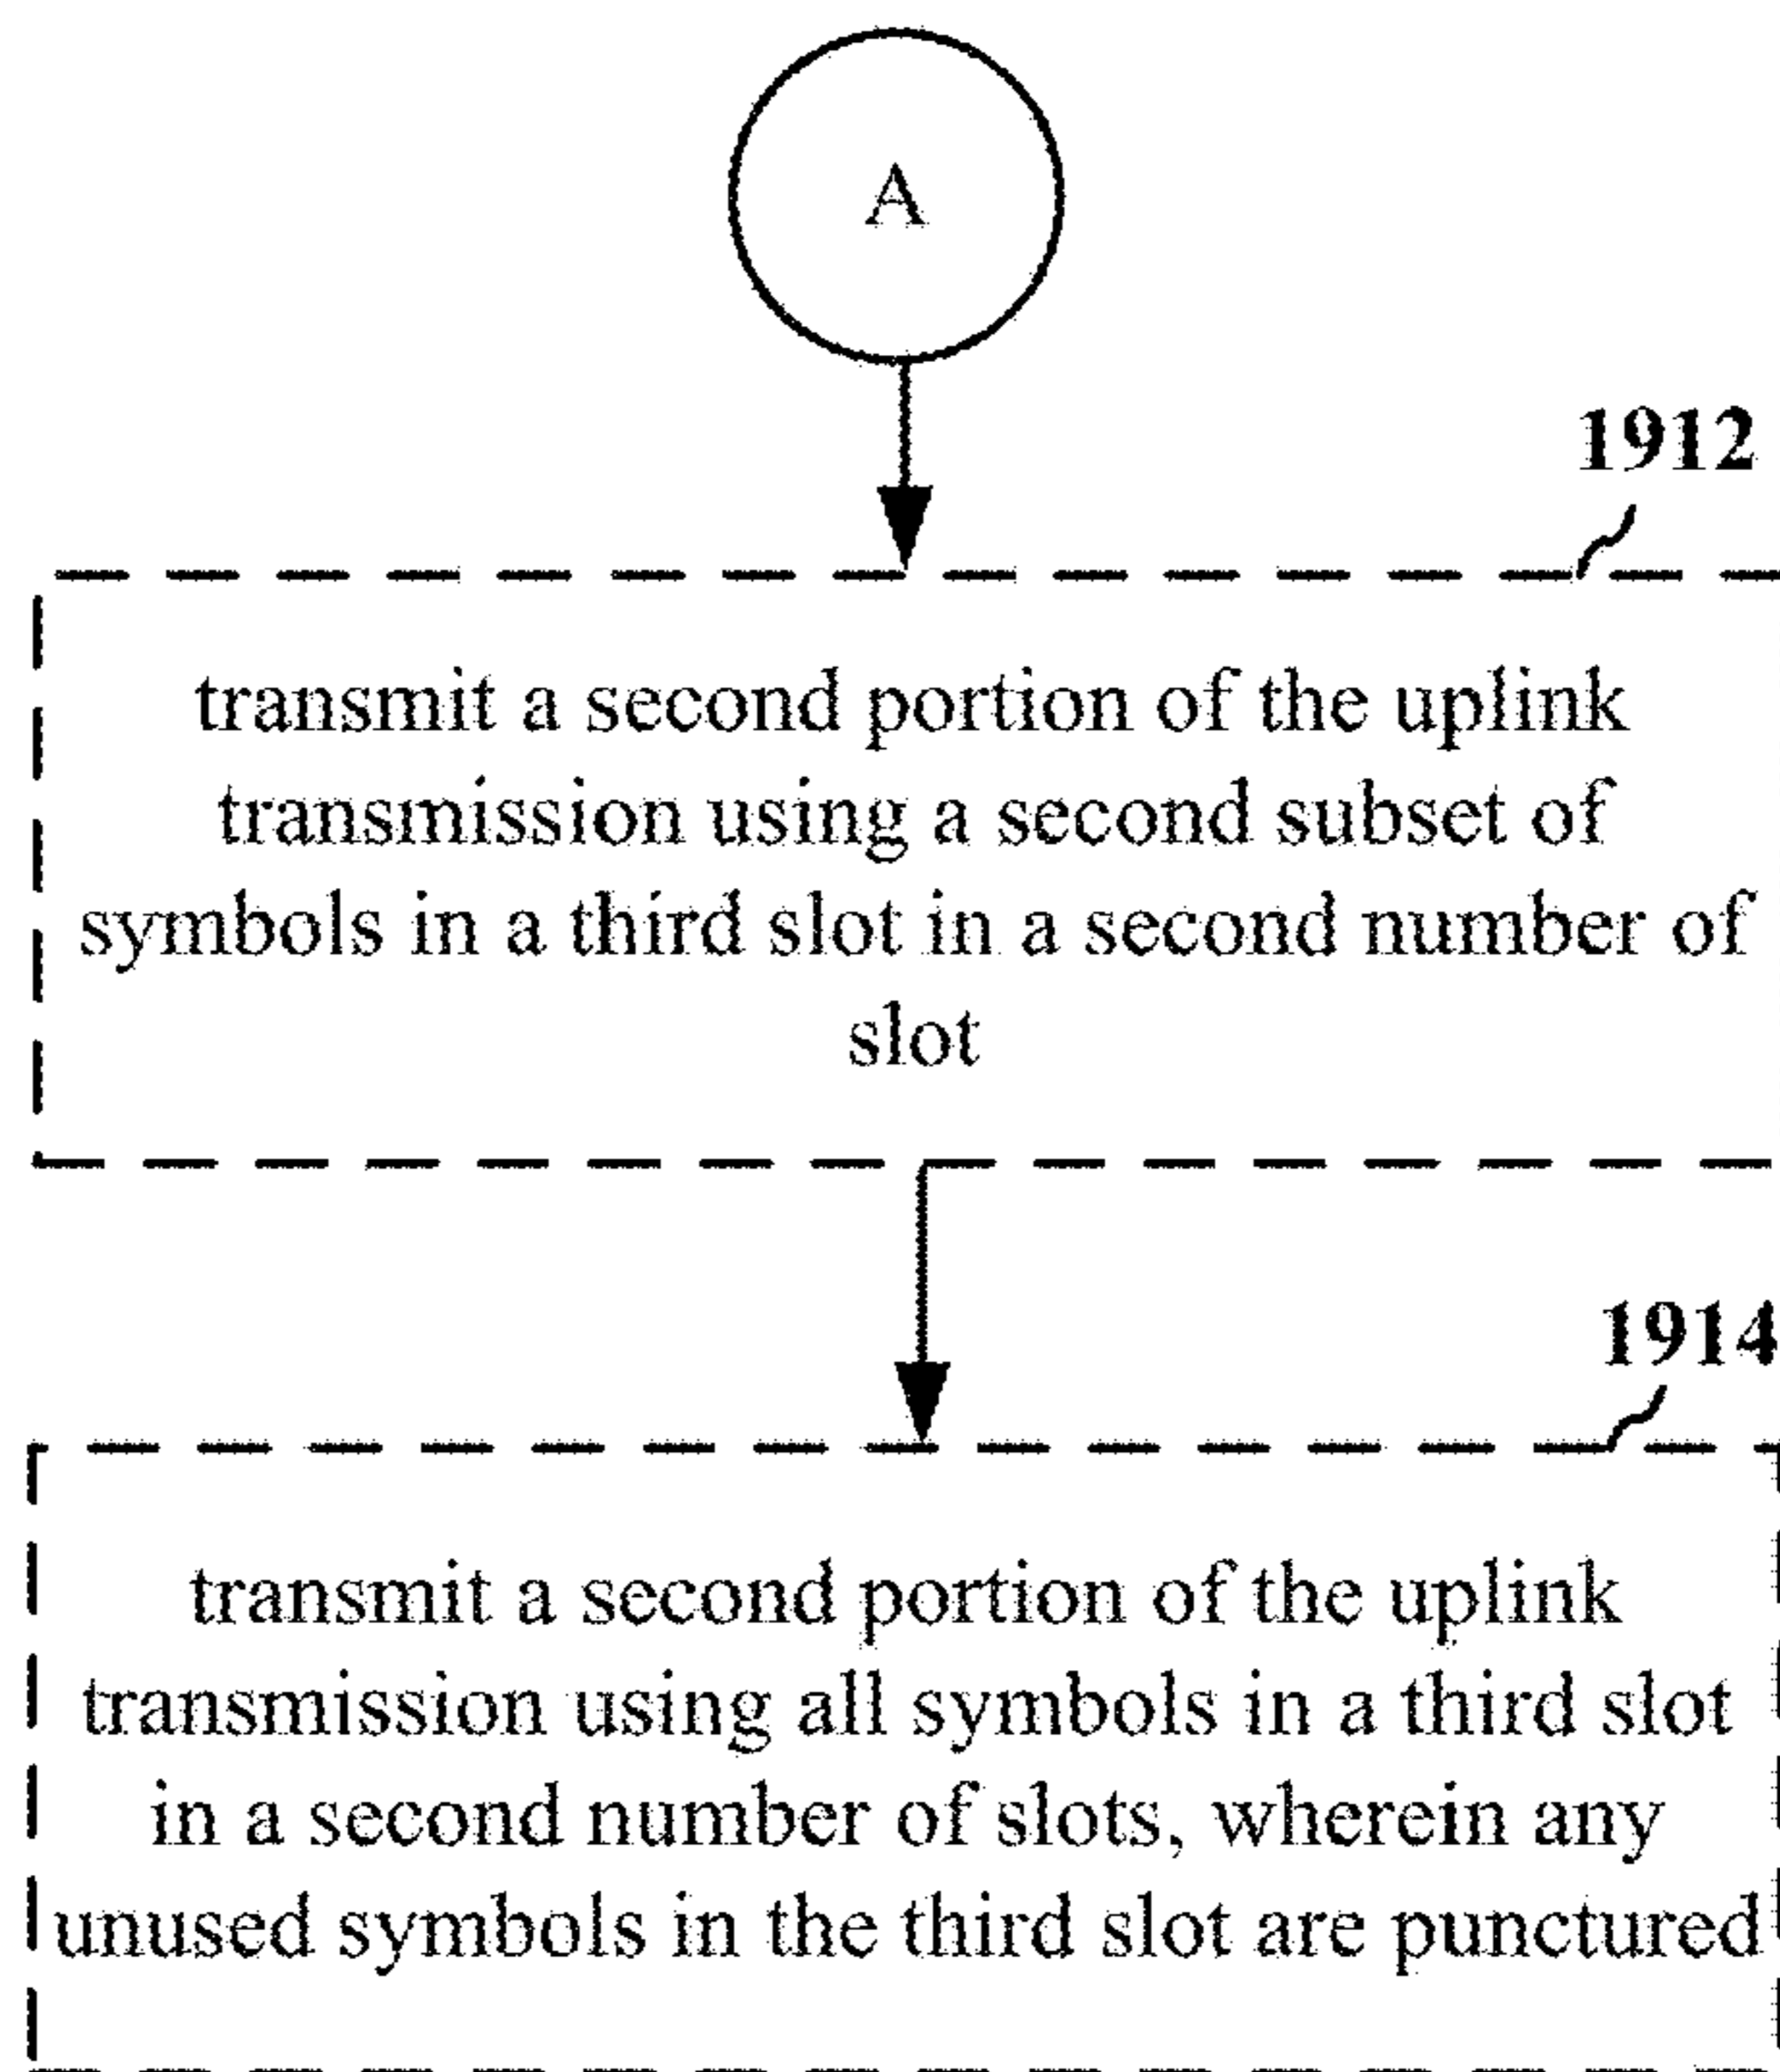 A
1912
transmit a second portion of the uplink
transmission using a second subset of
symbols in a third slot in a second number of
slot
1914
transmit a second portion of the uplink
transmission using all symbols in a third slot
in a second number of slots, wherein any
unused symbols in the third slot are punctured